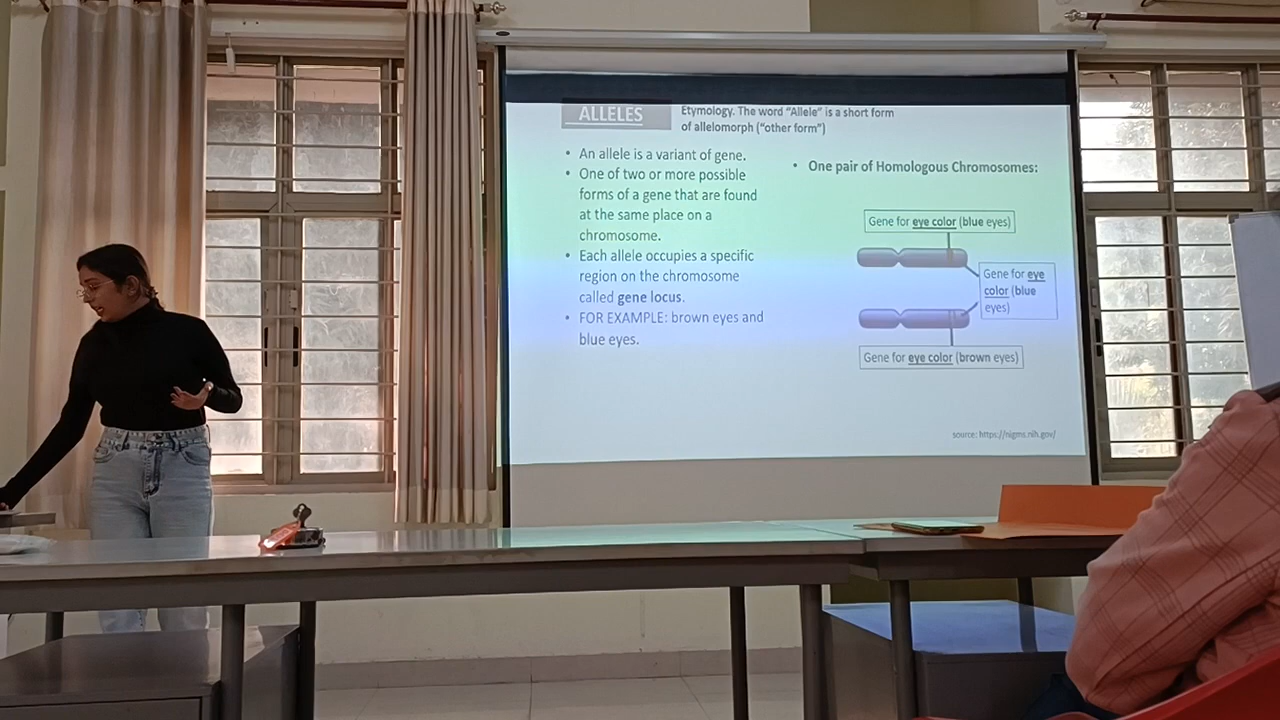 ALLELES
Etymology. The word "Allele" is a short form
of allelomorph ("other form")
• An allele is a variant of gene.
• One of two or more possible
forms of a gene that are found
at the same place on a
chromosome.
• Each allele occupies a specific
region on the chromosome
called gene locus.
• FOR EXAMPLE: brown eyes and
blue eyes.
• One pair of Homologous Chromosomes:
Gene for eye color (blue eyes)
Gene for eye
color (blue
eyes)
Gene for eye color (brown eyes)
source: https://nigms.nih.gov/